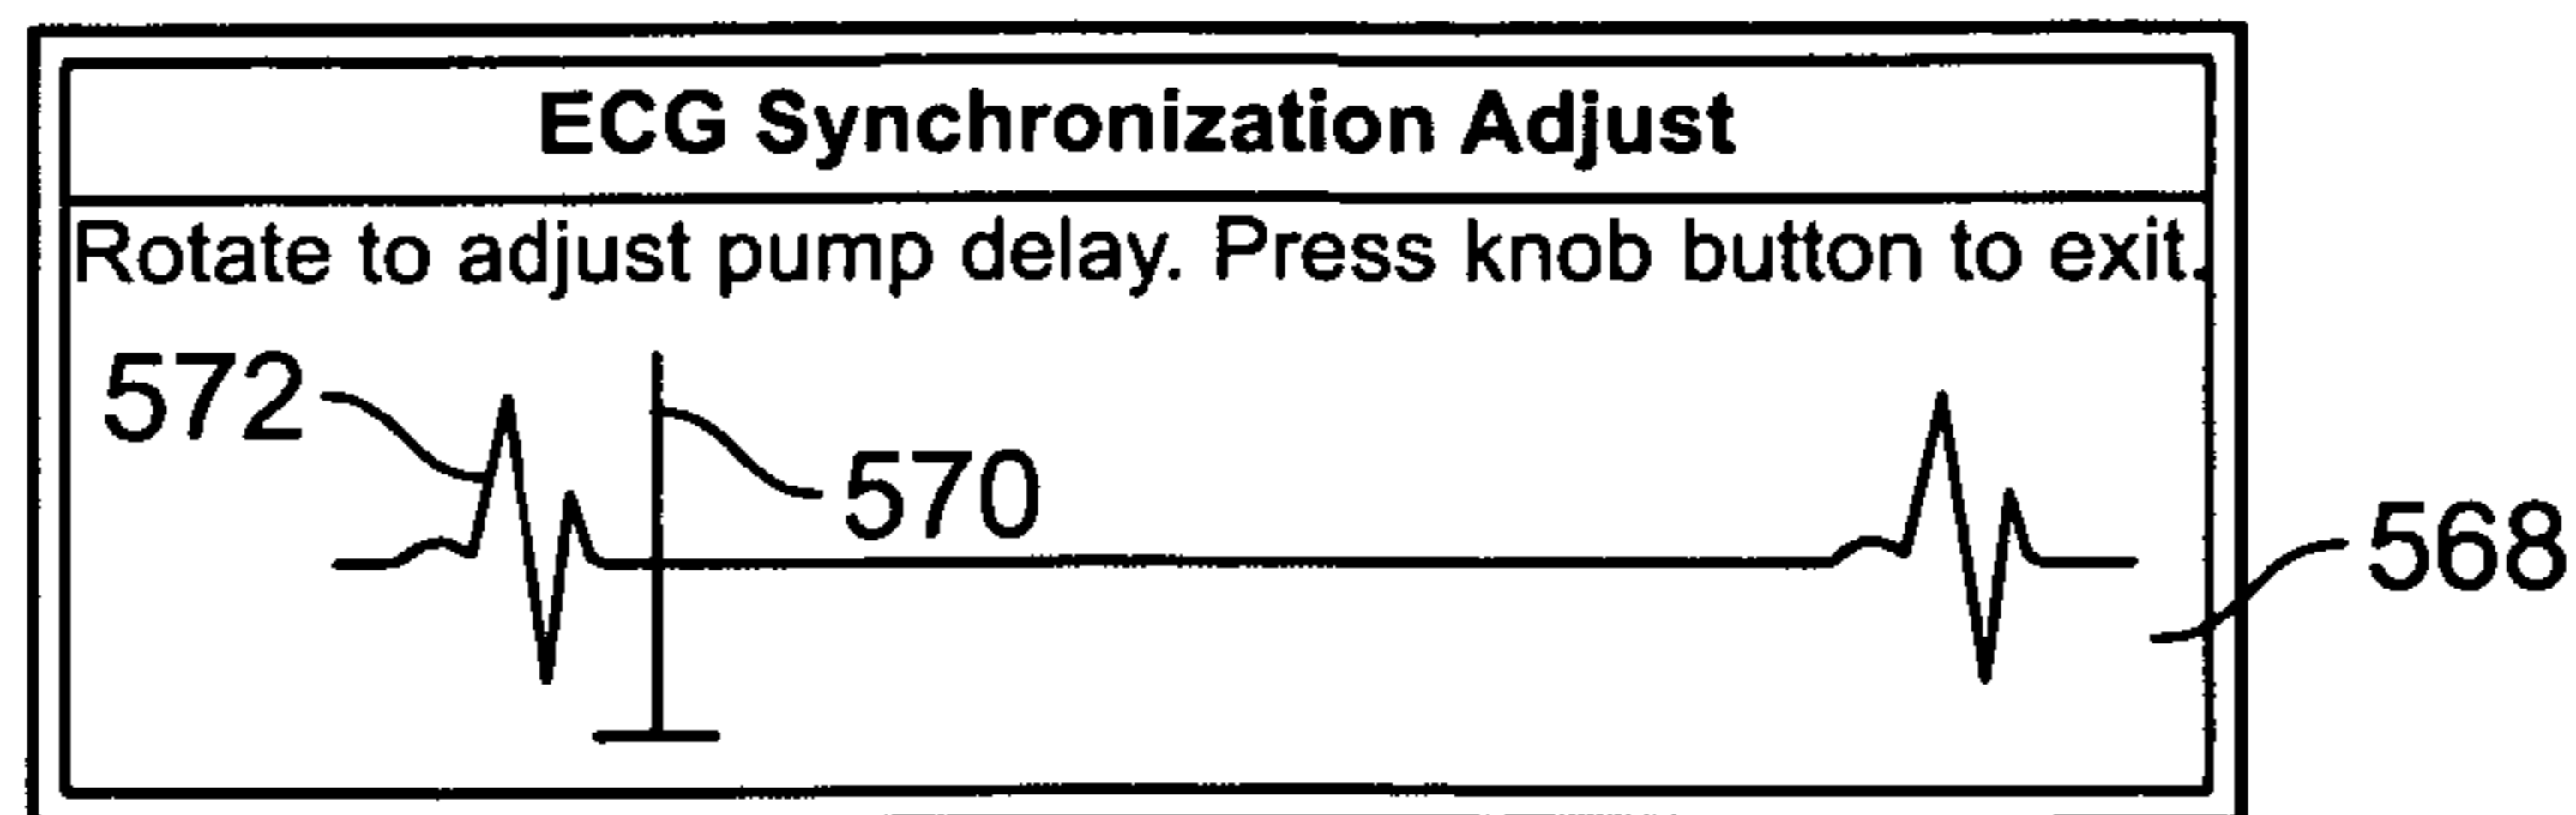 ECG Synchronization Adjust
Rotate to adjust pump delay. Press knob button to exit.
572
570
568